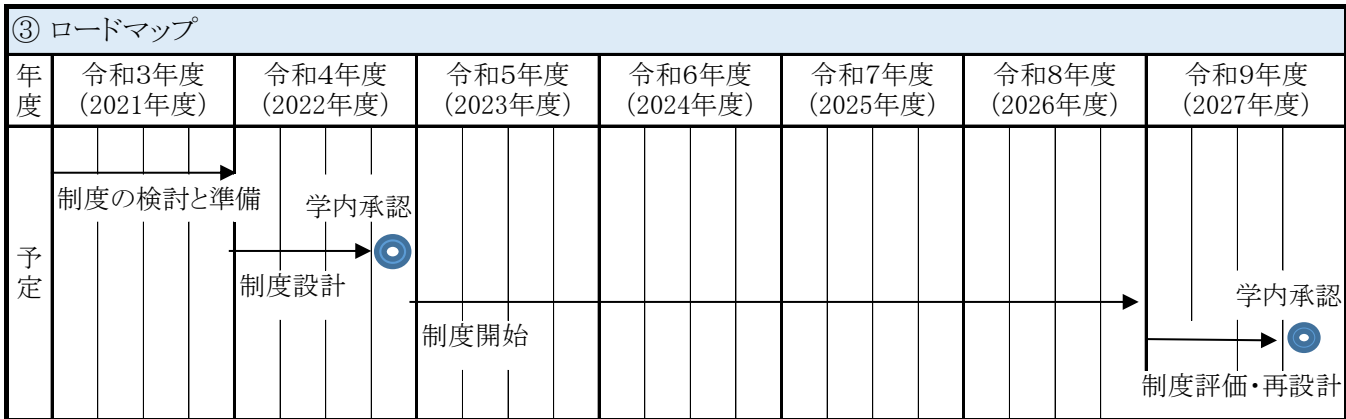 ③ ロードマップ
年度
令和3年度
(2021年度)
令和4年度
(2022年度)
令和5年度
(2023年度)
令和6年度
(2024年度)
令和7年度
(2025年度)
令和8年度
(2026年度)
令和9年度
(2027年度)
予定
制度の検討と準備
学内承認
制度設計
制度開始
学内承認
制度評価・再設計